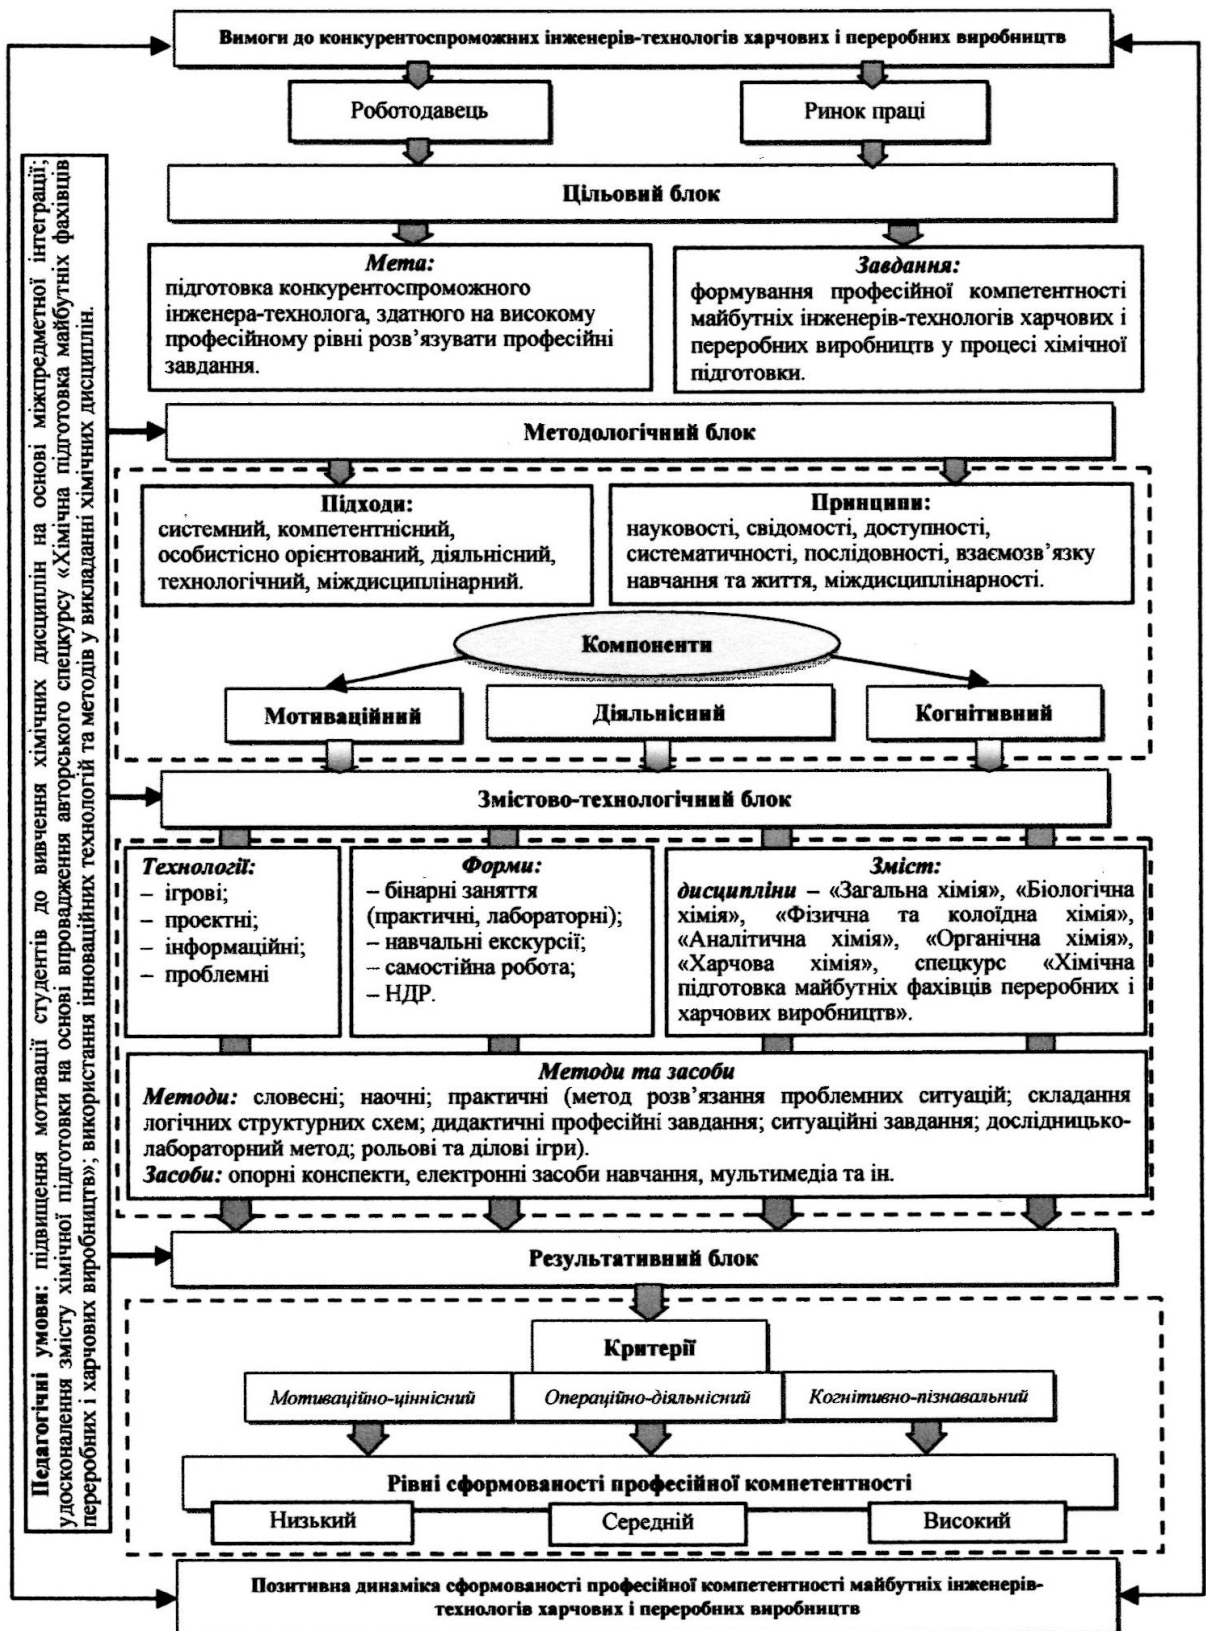 Вимоги до конкурентоспроможних інженерів-технологів харчових і переробних виробництв
Роботодавець
Ринок праці
Цільовий блок
Мета:
підготовка конкурентоспроможного
інженера-технолога, здатного на високому
професійному рівні розв’язувати професійні
завдання.
Завдання:
формування професійної компетентності
майбутніх інженерів-технологів харчових і
переробних виробництв у процесі хімічної
підготовки.
Методологічний блок
Підходи:
системний, компетентнісний,
особистісно орієнтований, діяльнісний,
технологічний, міждисциплінарний.
Принципи:
науковості, свідомості, доступності,
систематичності, послідовності, взаємозв’язку
навчання та життя, міждисциплінарності.
Компоненти
Мотиваційний
Діяльнісний
Когнітивний
Змістово-технологічний блок
Технології:
– ігрові;
– проектні;
– інформаційні;
– проблемні
Форми:
– бінарні заняття
(практичні, лабораторні);
– навчальні екскурсії;
– самостійна робота;
– НДР.
Зміст:
дисципліни – «Загальна хімія», «Біологічна
хімія», «Фізична та колоїдна хімія»,
«Аналітична хімія», «Органічна хімія»,
«Харчова хімія», спецкурс «Хімічна
підготовка майбутніх фахівців переробних і
харчових виробництв».
Методи та засоби
Методи: словесні; наочні; практичні (метод розв’язання проблемних ситуацій; складання
логічних структурних схем; дидактичні професійні завдання; ситуаційні завдання; дослідницько-
лабораторний метод; рольові та ділові ігри).
Засоби: опорні конспекти, електронні засоби навчання, мультимедіа та ін.
Результативний блок
Критерії
Мотиваційно-ціннісний
Операційно-діяльнісний
Когнітивно-пізнавальний
Рівні сформованості професійної компетентності
Низький
Середній
Високий
Позитивна динаміка сформованості професійної компетентності майбутніх інженерів-
технологів харчових і переробних виробництв
Педагогічні умови: підвищення мотивації студентів до вивчення хімічних дисциплін на основі міжпредметної інтеграції;
удосконалення змісту хімічної підготовки на основі впровадження авторського спецкурсу «Хімічна підготовка майбутніх фахівців
переробних і харчових виробництв»; використання інноваційних технологій та методів у викладанні хімічних дисциплін.